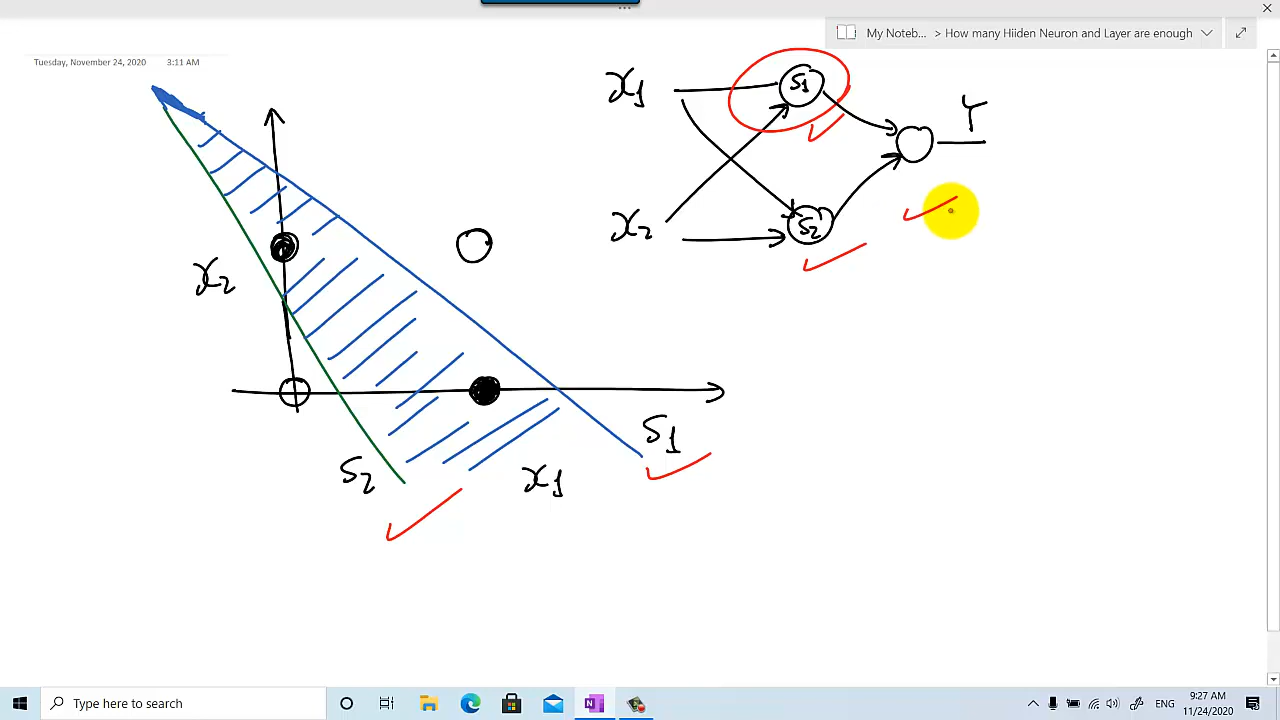 My Noteb... > How many Hiiden Neuron and Layer are enough
Tuesday, November 24, 2020 3:11 AM
x1
S1
Y
x2
S2
x2
S1
S2
x1
Type here to search
ENG
9:27 AM
11/24/2020